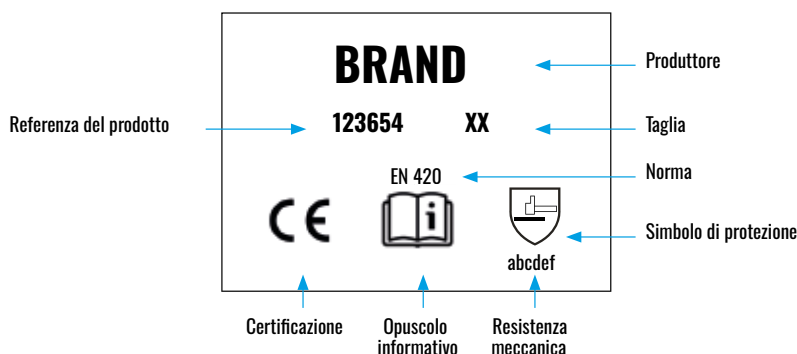 BRAND
Produttore
Referenza del protto
123654
XX
Taglia
EN 420
Norma
CE
i
Simbolo di protezione
abcdef
Certificazione
Opuscolo
informativo
Resistenza
meccanica